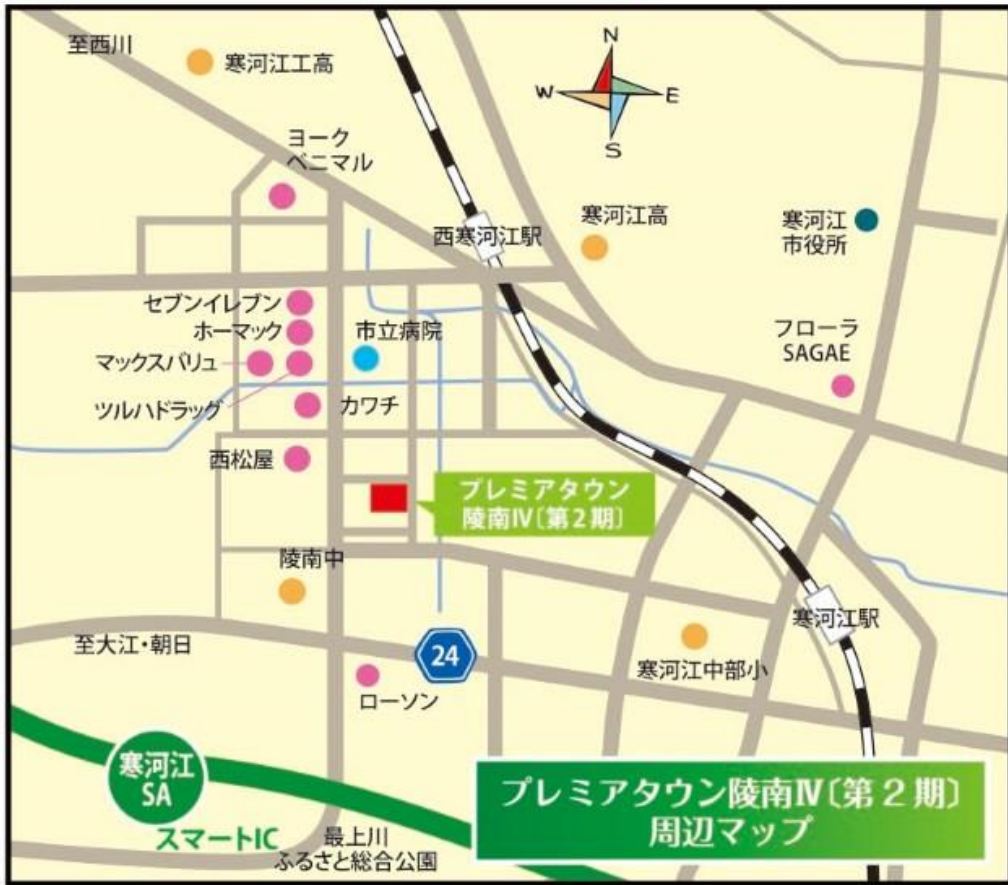 至西川
寒河江工高
N
W
E
S
ヨーク
ベニマル
西寒河江駅
寒河江高
寒河江
市役所
セブンイレブン
ホーマック
マックスバリュ
ツルハドラッグ
市立病院
カワチ
フローラ
SAGAE
西松屋
プレミアタウン
陵南Ⅳ〔第2期〕
陵南中
寒河江駅
至大江・朝日
24
寒河江中部小
ローソン
寒河江
SA
スマートIC
最上川
ふるさと総合公園
プレミアタウン陵南Ⅳ〔第2期〕
周辺マップ